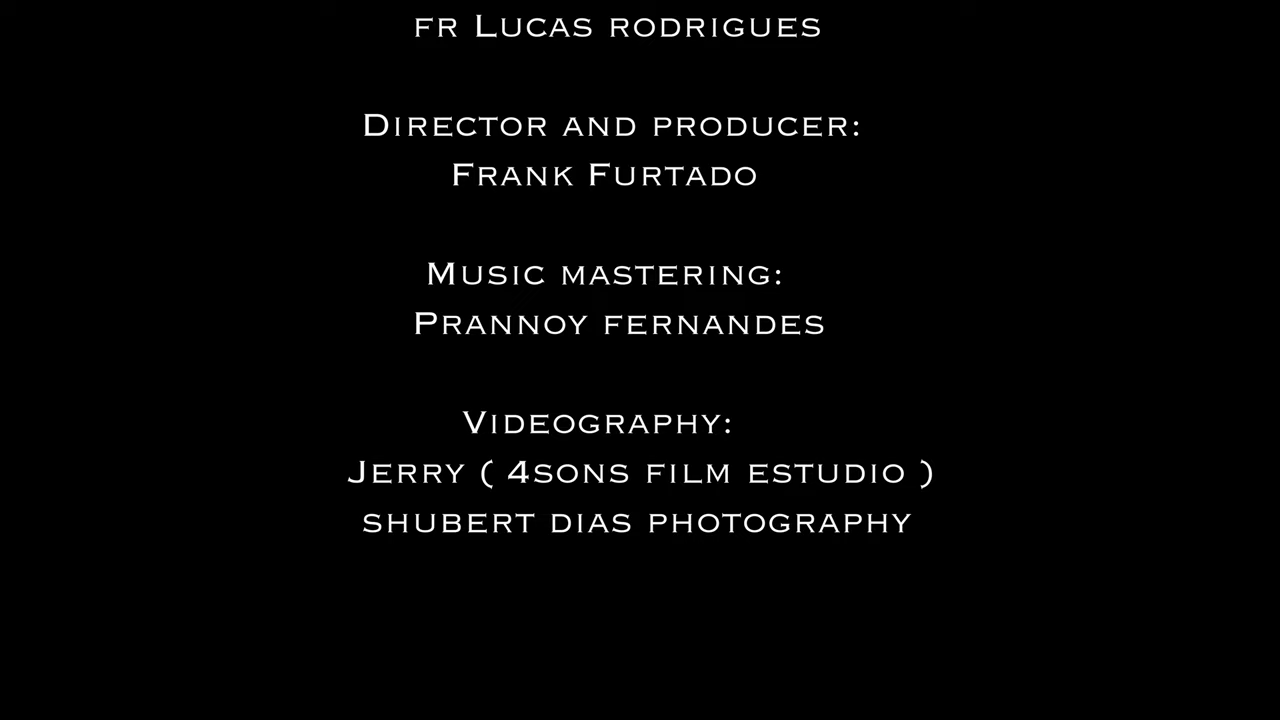 FR LUCAS RODRIGUES
DIRECTOR AND PRODUCER:
FRANK FURTADO
MUSIC MASTERING:
PRANNOY FERNANDES
VIDEOGRAPHY:
JERRY ( 4SONS FILM ESTUDIO )
SHUBERT DIAS PHOTOGRAPHY